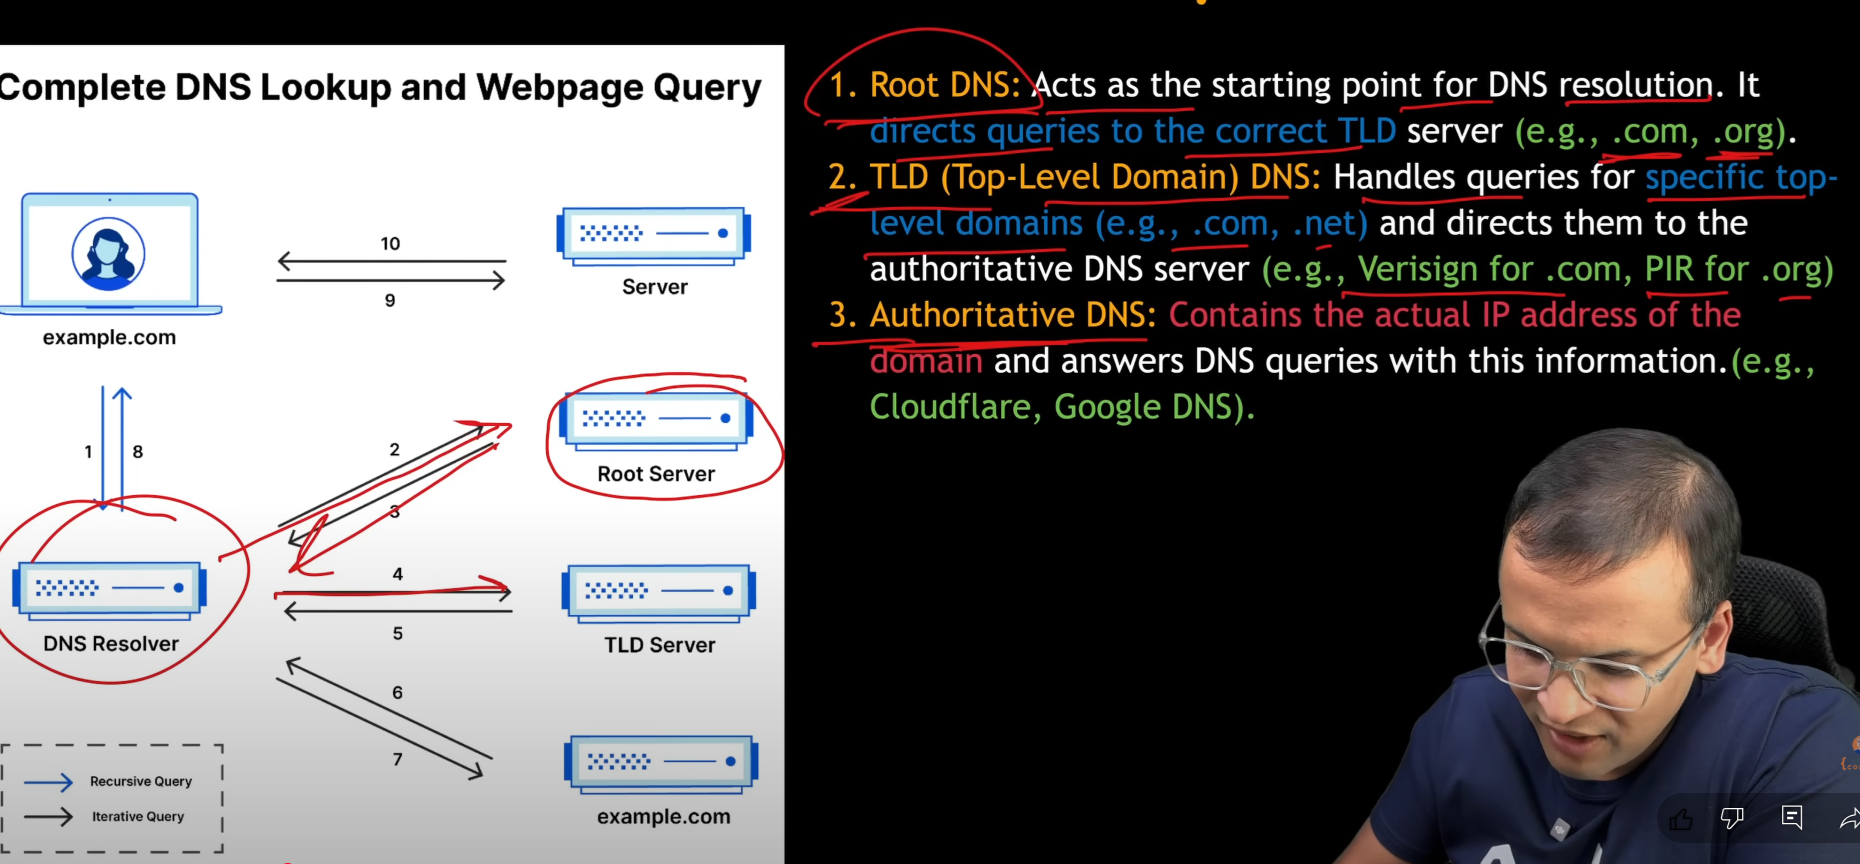 Complete DNS Lookup and Webpage Query
10
9
Server
example.com
1
8
2
3
Root Server
4
5
DNS Resolver
TLD Server
6
7
example.com
Recursive Query
Iterative Query
1. Root DNS: Acts as the starting point for DNS resolution. It
directs queries to the correct TLD server (e.g., .com, .org).
2. TLD (Top-Level Domain) DNS: Handles queries for specific top-
level domains (e.g., .com, .net) and directs them to the
authoritative DNS server (e.g., Verisign for .com, PIR for .org)
3. Authoritative DNS: Contains the actual IP address of the
domain and answers DNS queries with this information.(e.g.,
Cloudflare, Google DNS).